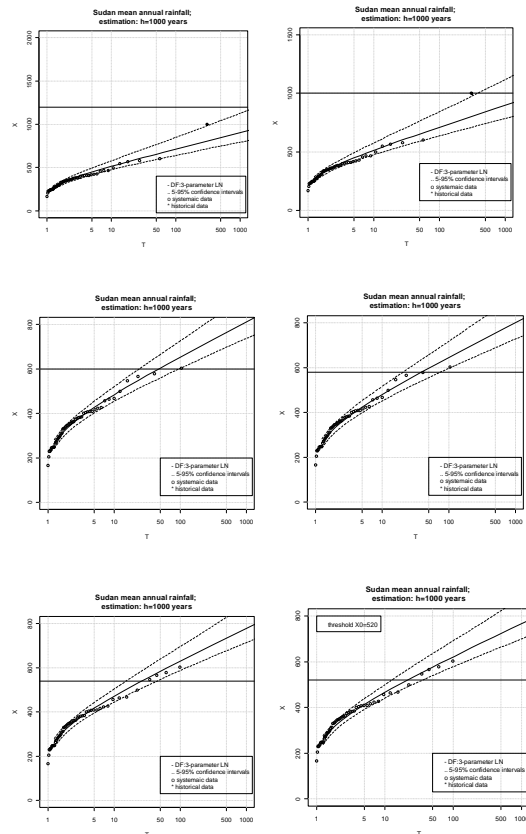 Sudan mean annual rainfall;
estimation: h=1000 years
2000
1500
1000
500
0
X
1 5 10 50 100 500 1000
T
- DF:3-parameter LN
.. 5-95% confidence intervals
o systemaic data
* historical data
Sudan mean annual rainfall;
estimation: h=1000 years
1500
1000
500
0
X
1 5 10 50 100 500 1000
T
- DF:3-parameter LN
.. 5-95% confidence intervals
o systemaic data
* historical data
Sudan mean annual rainfall;
estimation: h=1000 years
800
600
400
200
0
X
1 5 10 50 100 500 1000
T
- DF:3-parameter LN
.. 5-95% confidence intervals
o systemaic data
* historical data
Sudan mean annual rainfall;
estimation: h=1000 years
800
600
400
200
0
X
1 5 10 50 100 500 1000
T
- DF:3-parameter LN
.. 5-95% confidence intervals
o systemaic data
* historical data
Sudan mean annual rainfall;
estimation: h=1000 years
800
600
400
200
0
X
1 5 10 50 100 500 1000
T
- DF:3-parameter LN
.. 5-95% confidence intervals
o systemaic data
* historical data
Sudan mean annual rainfall;
estimation: h=1000 years
threshold X0=520
800
600
400
200
0
X
1 5 10 50 100 500 1000
T
- DF:3-parameter LN
.. 5-95% confidence intervals
o systemaic data
* historical data